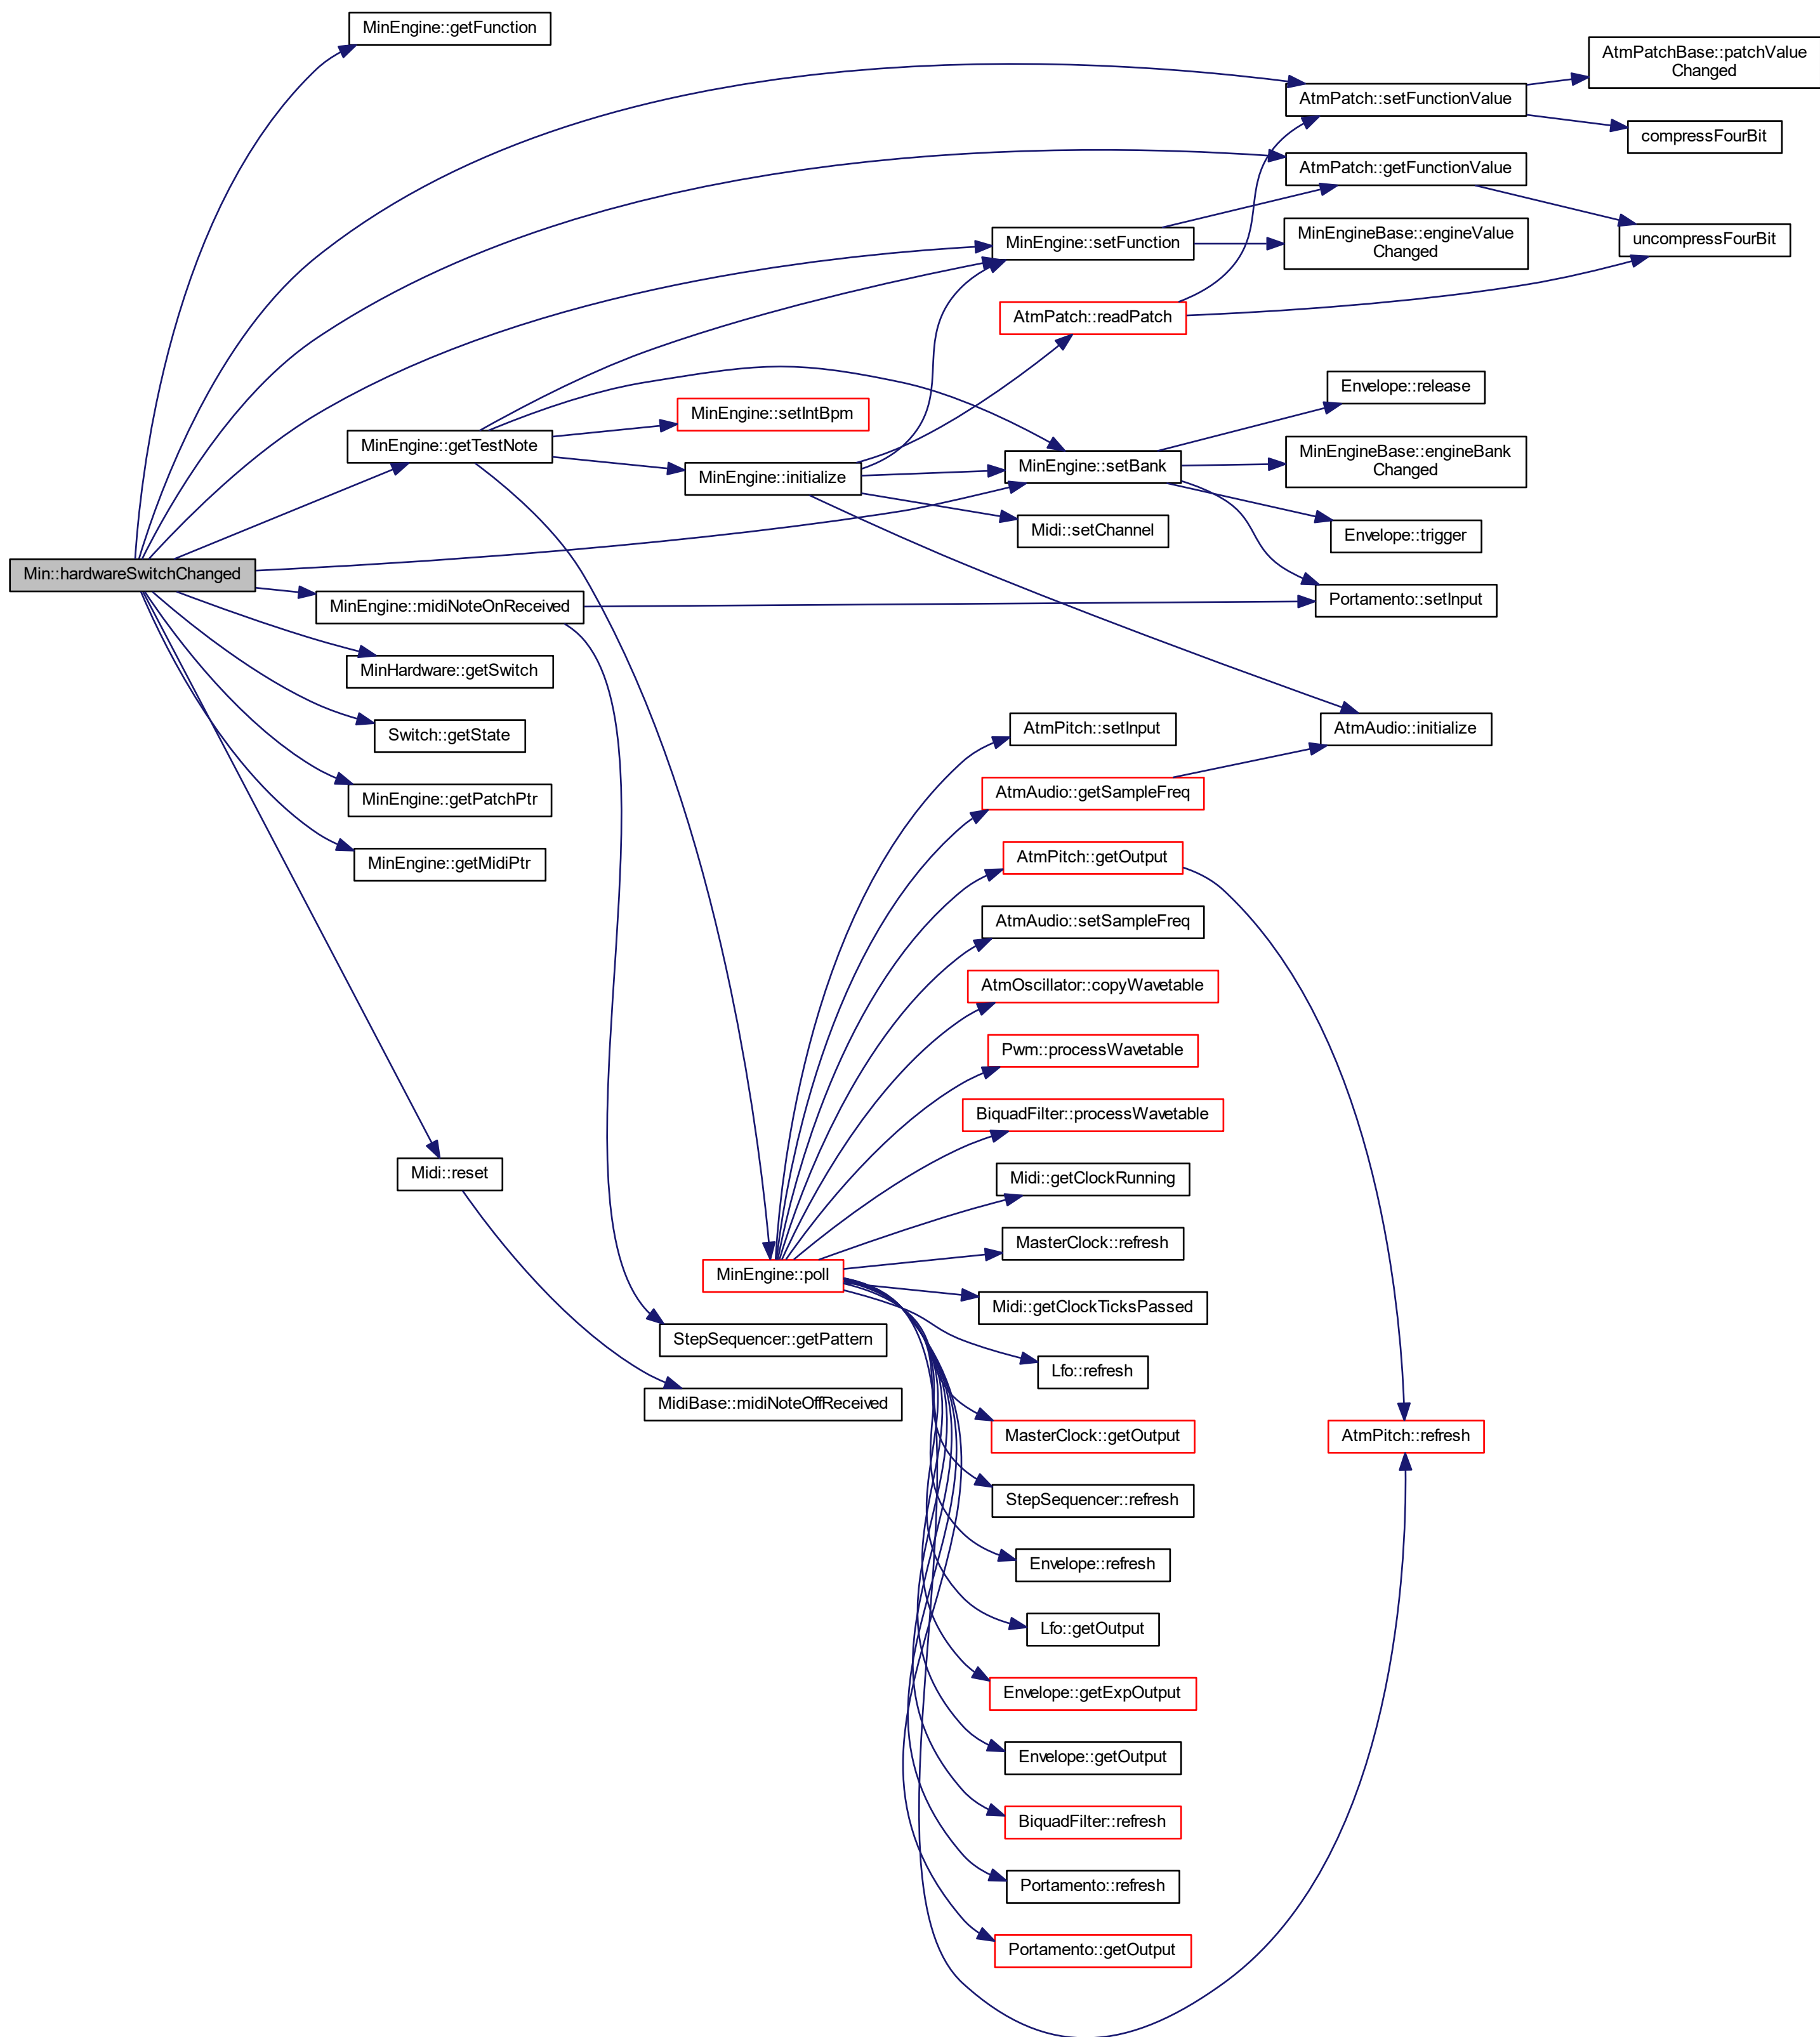 MinEngine::getFunction
AtmPatchBase::patchValue
Changed
AtmPatch::setFunctionValue
compressFourBit
AtmPatch::getFunctionValue
MinEngine::setFunction
MinEngineBase::engineValue
Changed
uncompressFourBit
AtmPatch::readPatch
Envelope::release
MinEngine::setIntBpm
MinEngine::getTestNote
MinEngine::initialize
MinEngine::setBank
MinEngineBase::engineBank
Changed
Midi::setChannel
Envelope::trigger
Min::hardwareSwitchChanged
MinEngine::midiNoteOnReceived
Portamento::setInput
MinHardware::getSwitch
Switch::getState
AtmPitch::setInput
AtmAudio::initialize
MinEngine::getPatchPtr
AtmAudio::getSampleFreq
MinEngine::getMidiPtr
AtmPitch::getOutput
AtmAudio::setSampleFreq
AtmOscillator::copyWavetable
Pwm::processWavetable
BiquadFilter::processWavetable
Midi::reset
Midi::getClockRunning
MasterClock::refresh
MinEngine::poll
Midi::getClockTicksPassed
StepSequencer::getPattern
Lfo::refresh
MidiBase::midiNoteOffReceived
MasterClock::getOutput
AtmPitch::refresh
StepSequencer::refresh
Envelope::refresh
Lfo::getOutput
Envelope::getExpOutput
Envelope::getOutput
BiquadFilter::refresh
Portamento::refresh
Portamento::getOutput